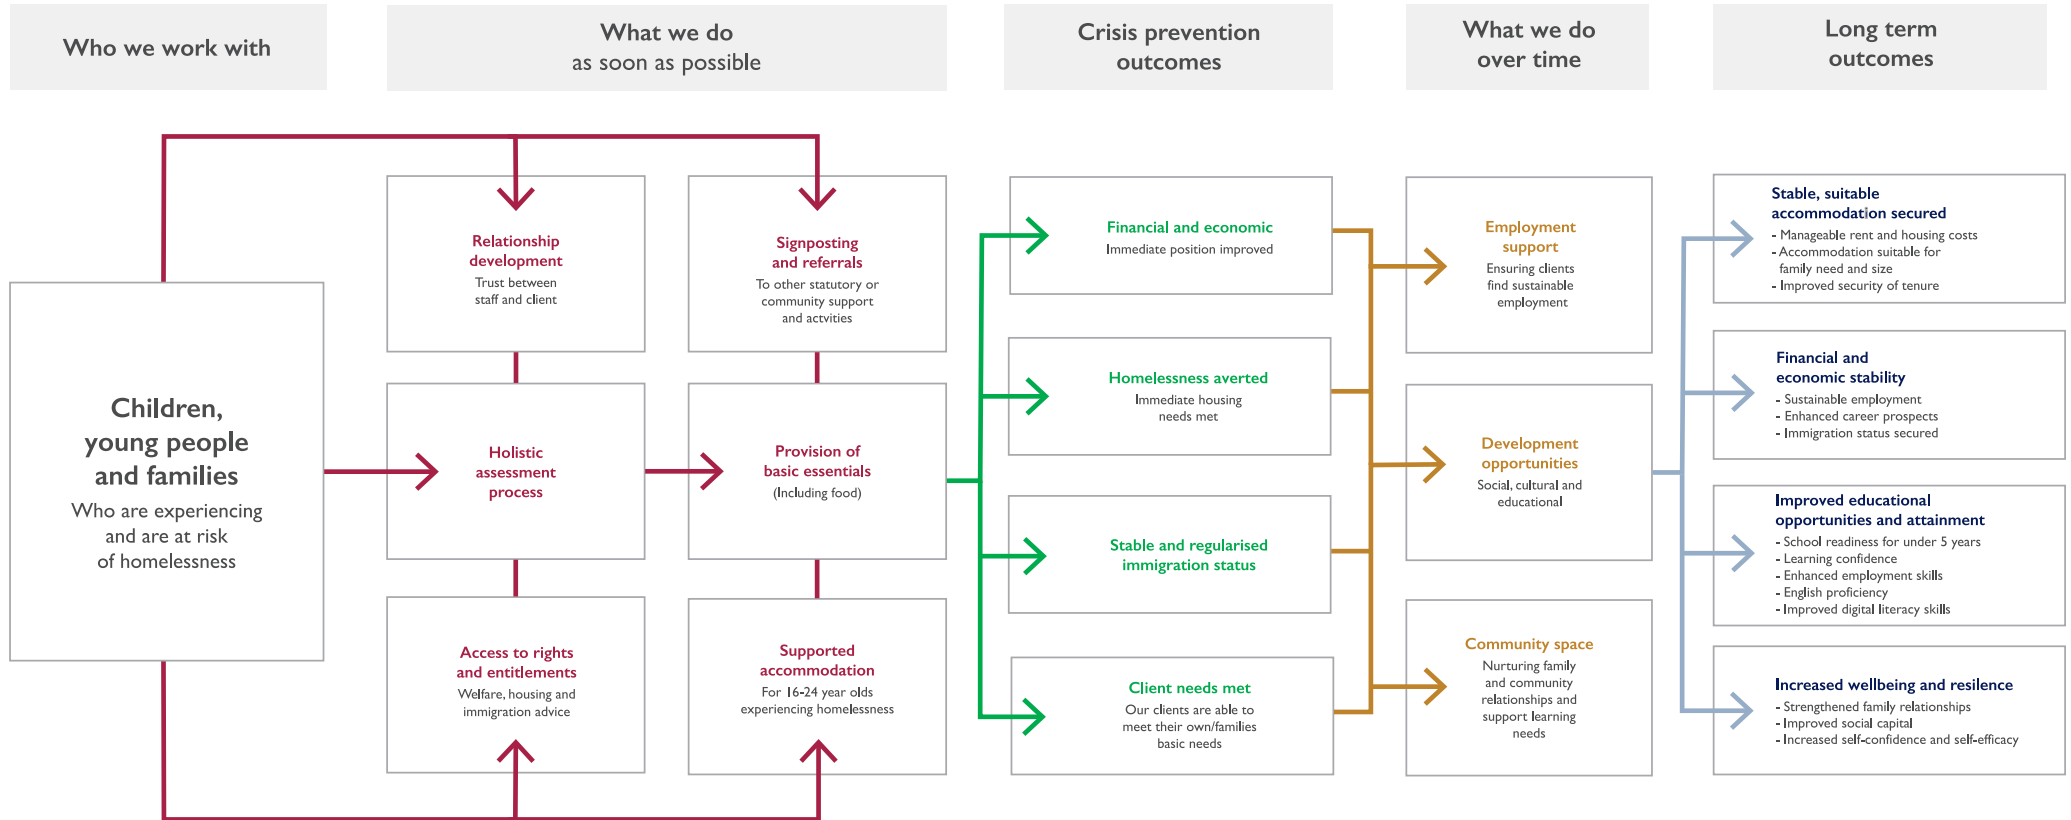 Who we work with
What we do
as soon as possible
Crisis prevention
outcomes
What we do
over time
Long term
outcomes
Children,
young people
and families
Who are experiencing
and are at risk
of homelessness
Relationship
development
Trust between
staff and client
Holistic
assessment
process
Access to rights
and entitlements
Welfare, housing and
immigration advice
Signposting
and referrals
To other statutory or
community support
and actvities
Provision of
basic essentials
(Including food)
Supported
accommodation
For 16-24 year olds
experiencing homelessness
Financial and economic
Immediate position improved
Homelessness averted
Immediate housing
needs met
Stable and regularised
immigration status
Client needs met
Our clients are able to
meet their own/families
basic needs
Employment
support
Ensuring clients
find sustainable
employment
Development
opportunities
Social, cultural and
educational
Community space
Nurturing family
and community
relationships and
support learning
needs
Stable, suitable
accommodation secured
- Manageable rent and housing costs
- Accommodation suitable for
family need and size
- Improved security of tenure
Financial and
economic stability
- Sustainable employment
- Enhanced career prospects
- Immigration status secured
Improved educational
opportunities and attainment
- School readiness for under 5 years
- Learning confidence
- Enhanced employment skills
- English proficiency
- Improved digital literacy skills
Increased wellbeing and resilence
- Strengthened family relationships
- Improved social capital
- Increased self-confidence and self-efficacy